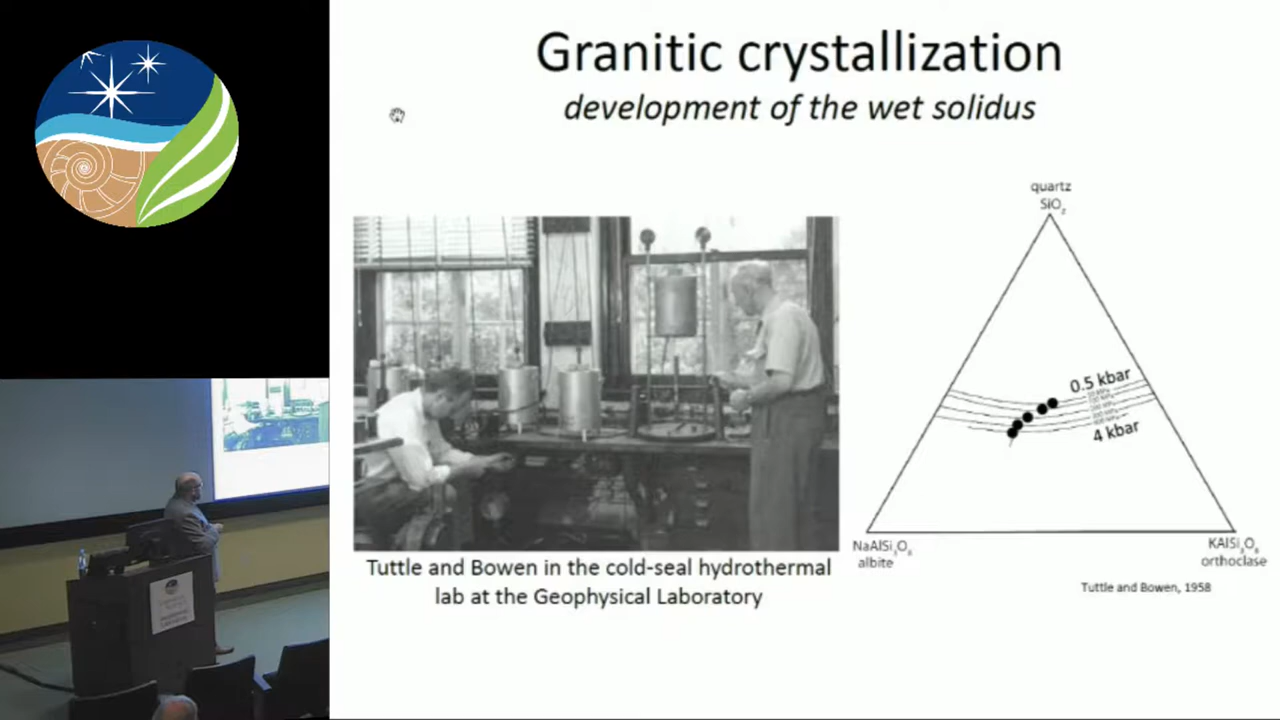 Granitic crystallization
development of the wet solidus
quartz
SiO₂
0.5 kbar
4 kbar
NaAlSi₃O₈
albite
KAlSi₃O₈
orthoclase
Tuttle and Bowen, 1958
Tuttle and Bowen in the cold-seal hydrothermal
lab at the Geophysical Laboratory